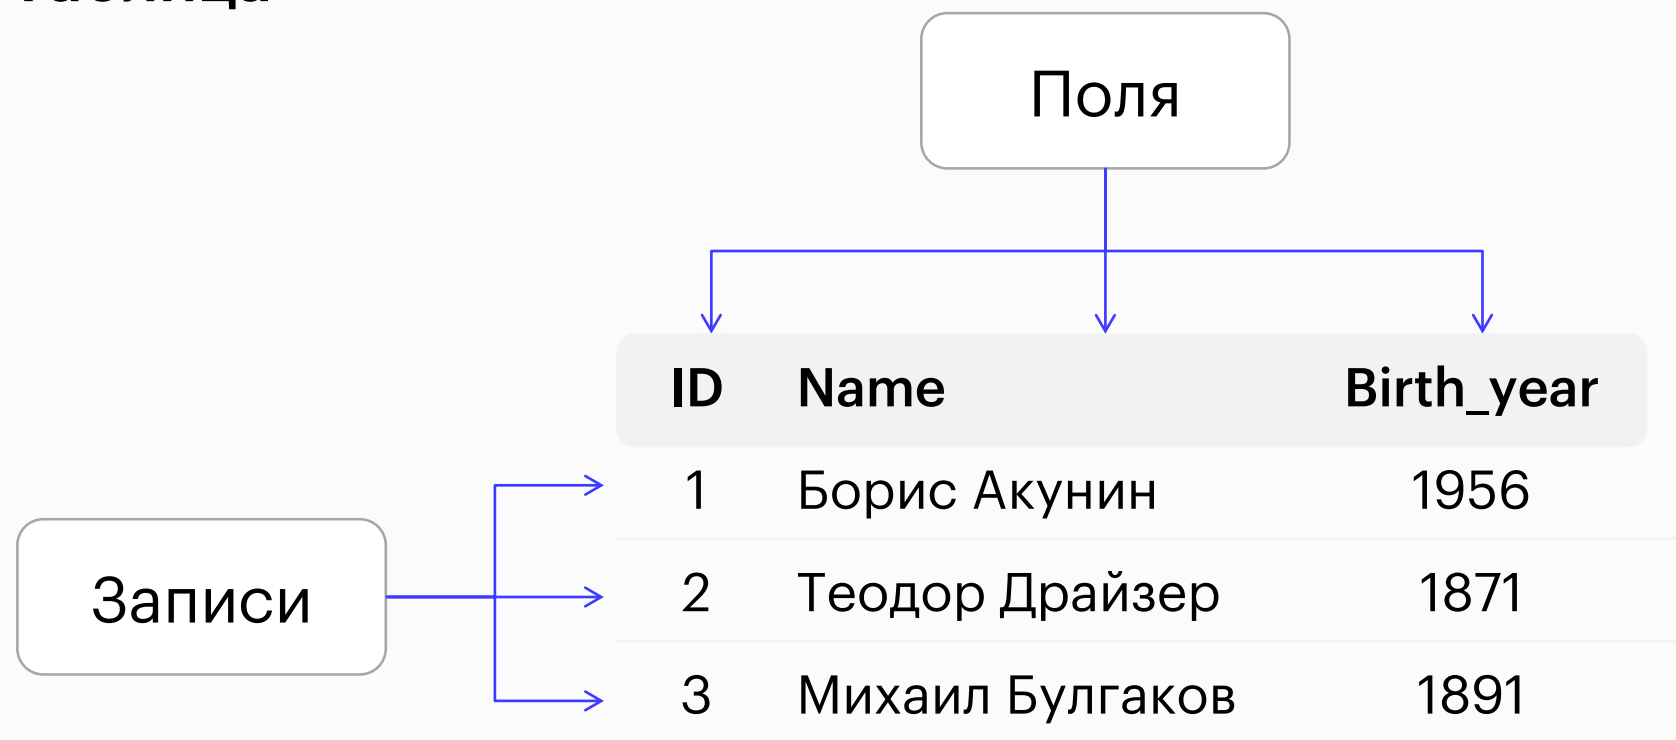 Поля
ID Name Birth_year
1 Борис Акунин 1956
Записи
2 Теодор Драйзер 1871
3 Михаил Булгаков 1891